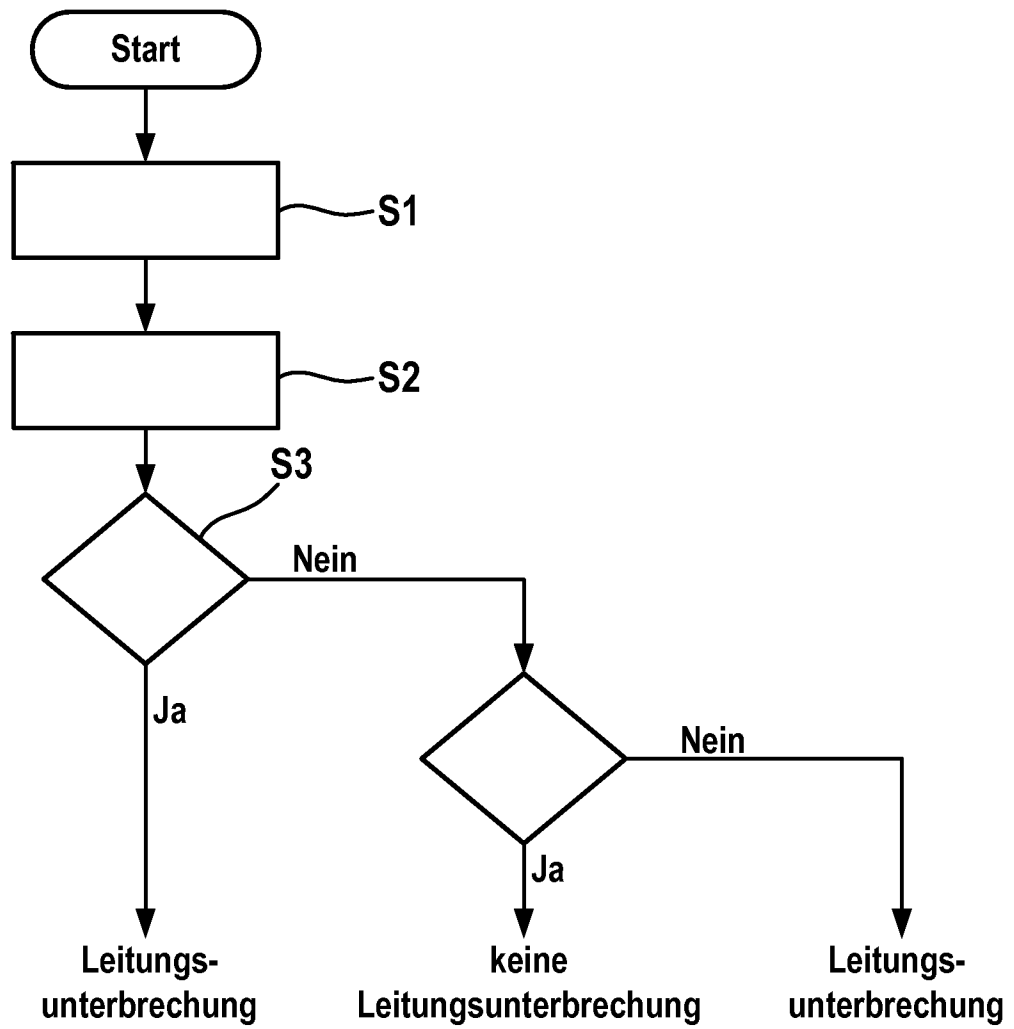 Start
S1
S2
S3
Nein
Ja
Nein
Ja
Leitungs-
unterbrechung
keine
Leitungsunterbrechung
Leitungs-
unterbrechung